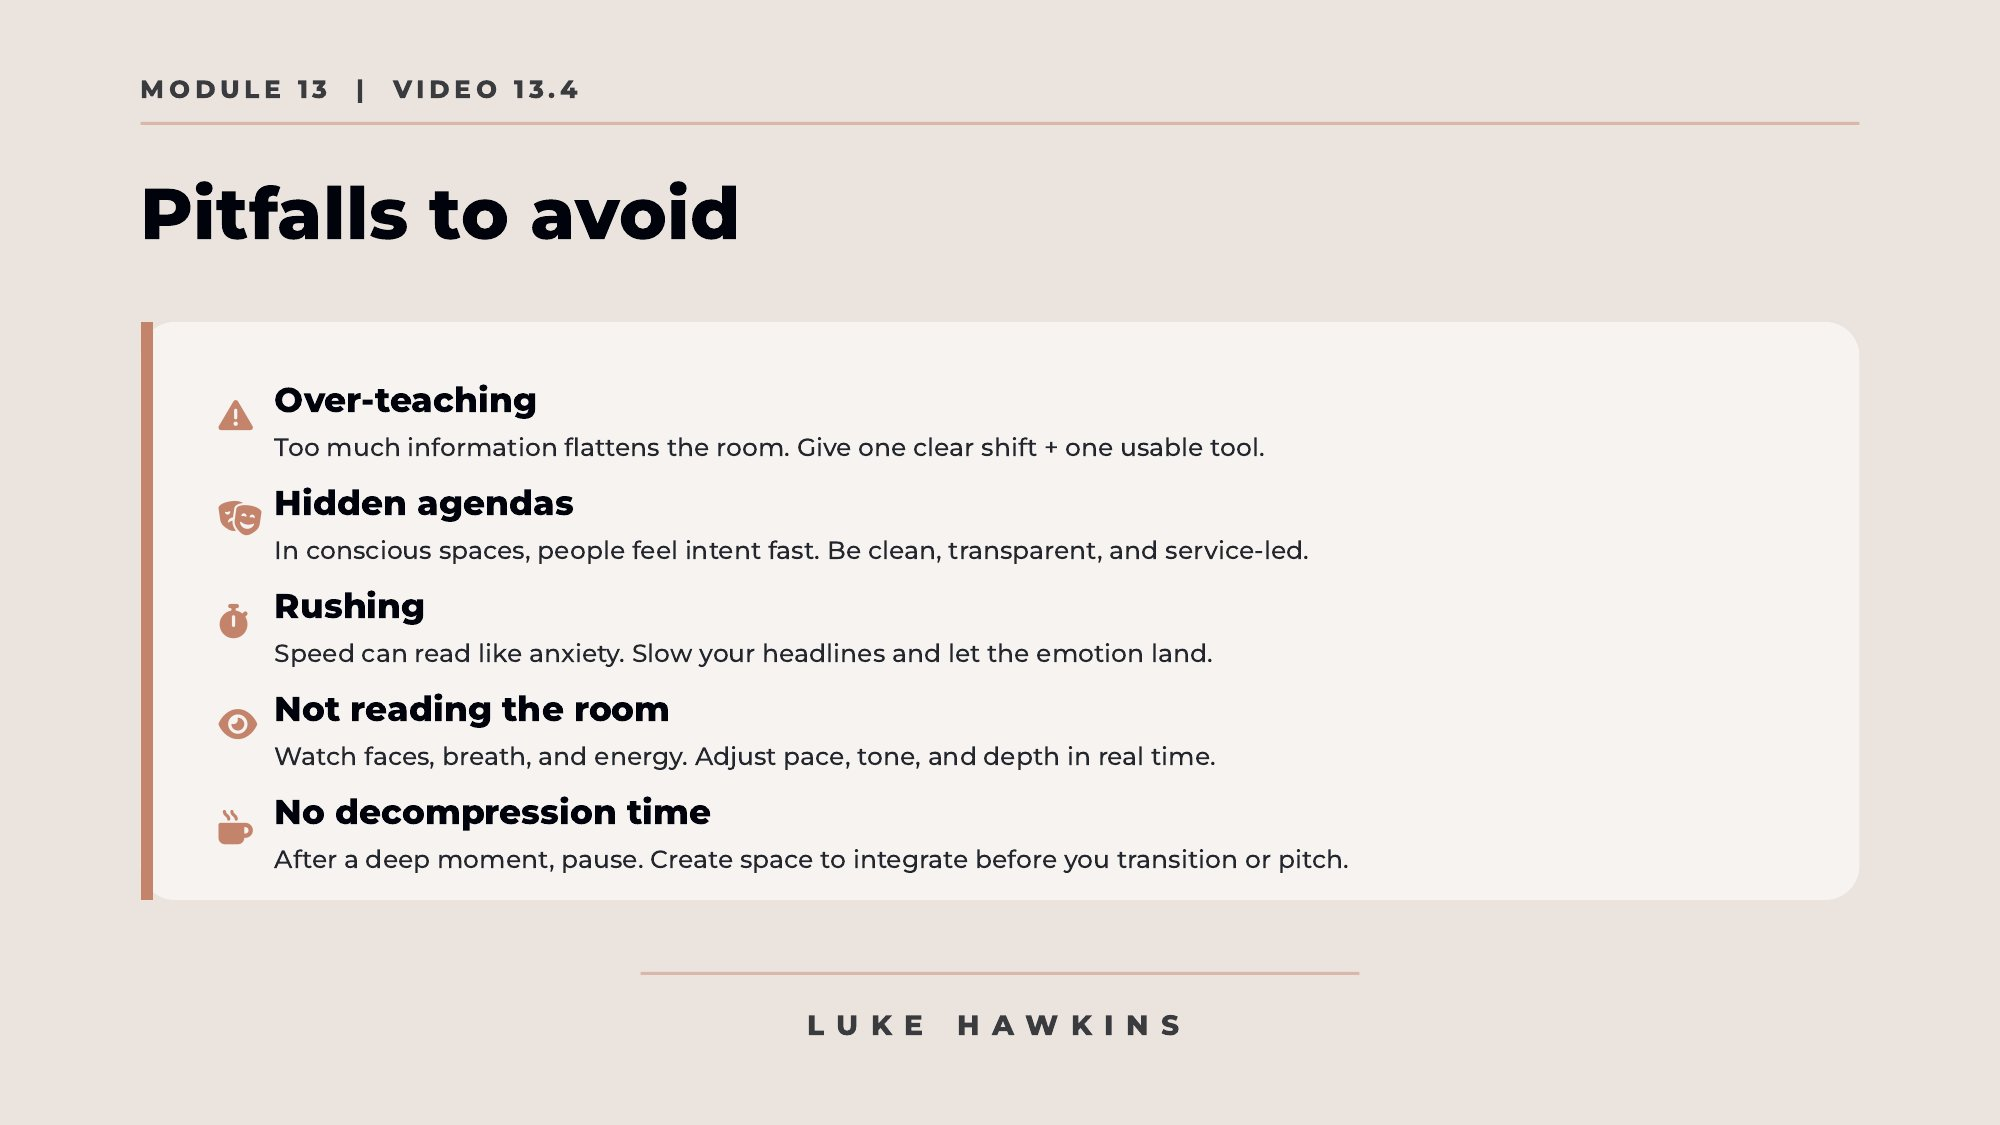 MODULE 13 | VIDEO 13.4
Pitfalls to avoid
Over-teaching
Too much information flattens the room. Give one clear shift + one usable tool.
Hidden agendas
In conscious spaces, people feel intent fast. Be clean, transparent, and service-led.
Rushing
Speed can read like anxiety. Slow your headlines and let the emotion land.
Not reading the room
Watch faces, breath, and energy. Adjust pace, tone, and depth in real time.
No decompression time
After a deep moment, pause. Create space to integrate before you transition or pitch.
LUKE HAWKINS